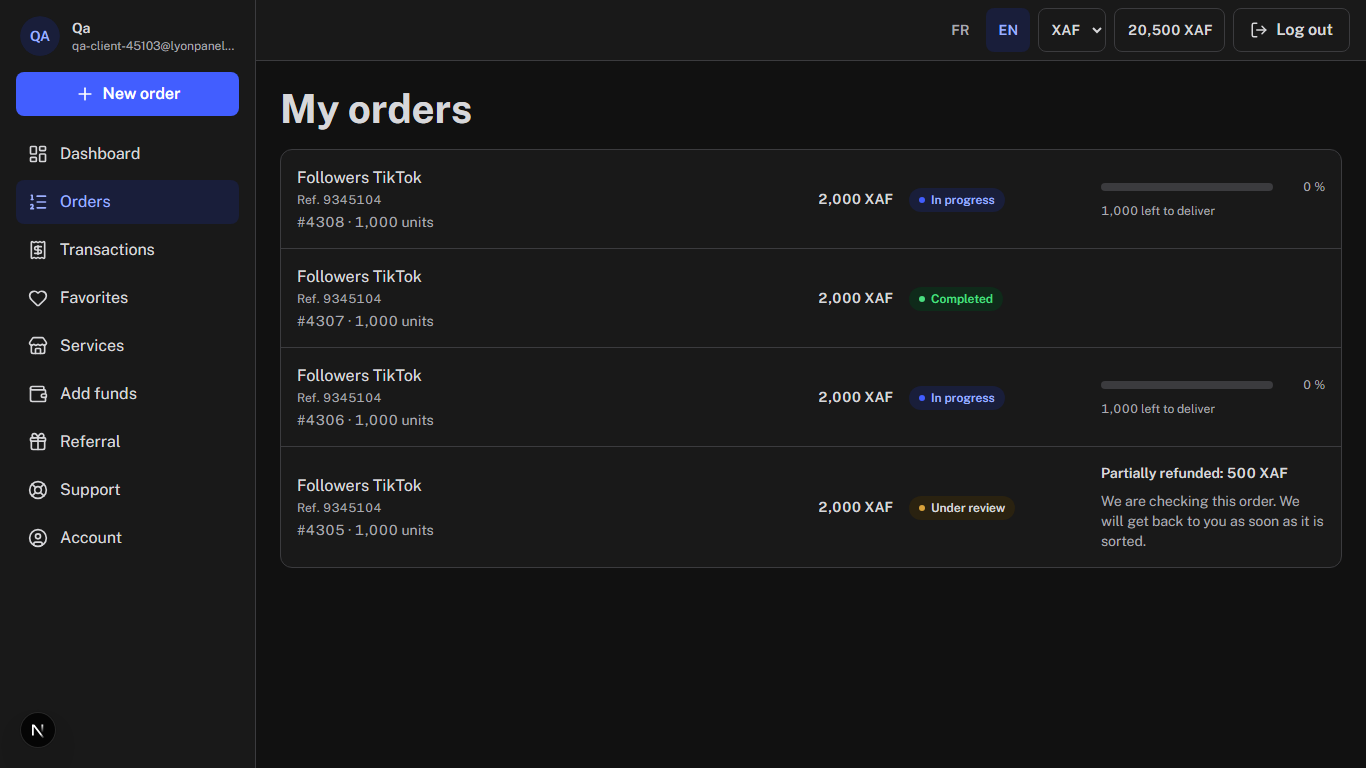 QA
Qa
qa-client-45103@lyonpanel...
New order
Dashboard
Orders
Transactions
Favorites
Services
Add funds
Referral
Support
Account
N
FR
EN
XAF
20,500 XAF
Log out
My orders
Followers TikTok
Ref. 9345104
#4308 · 1,000 units
2,000 XAF
In progress
0 %
1,000 left to deliver
Followers TikTok
Ref. 9345104
#4307 · 1,000 units
2,000 XAF
Completed
Followers TikTok
Ref. 9345104
#4306 · 1,000 units
2,000 XAF
In progress
0 %
1,000 left to deliver
Followers TikTok
Ref. 9345104
#4305 · 1,000 units
2,000 XAF
Under review
Partially refunded: 500 XAF
We are checking this order. We
will get back to you as soon as it is
sorted.